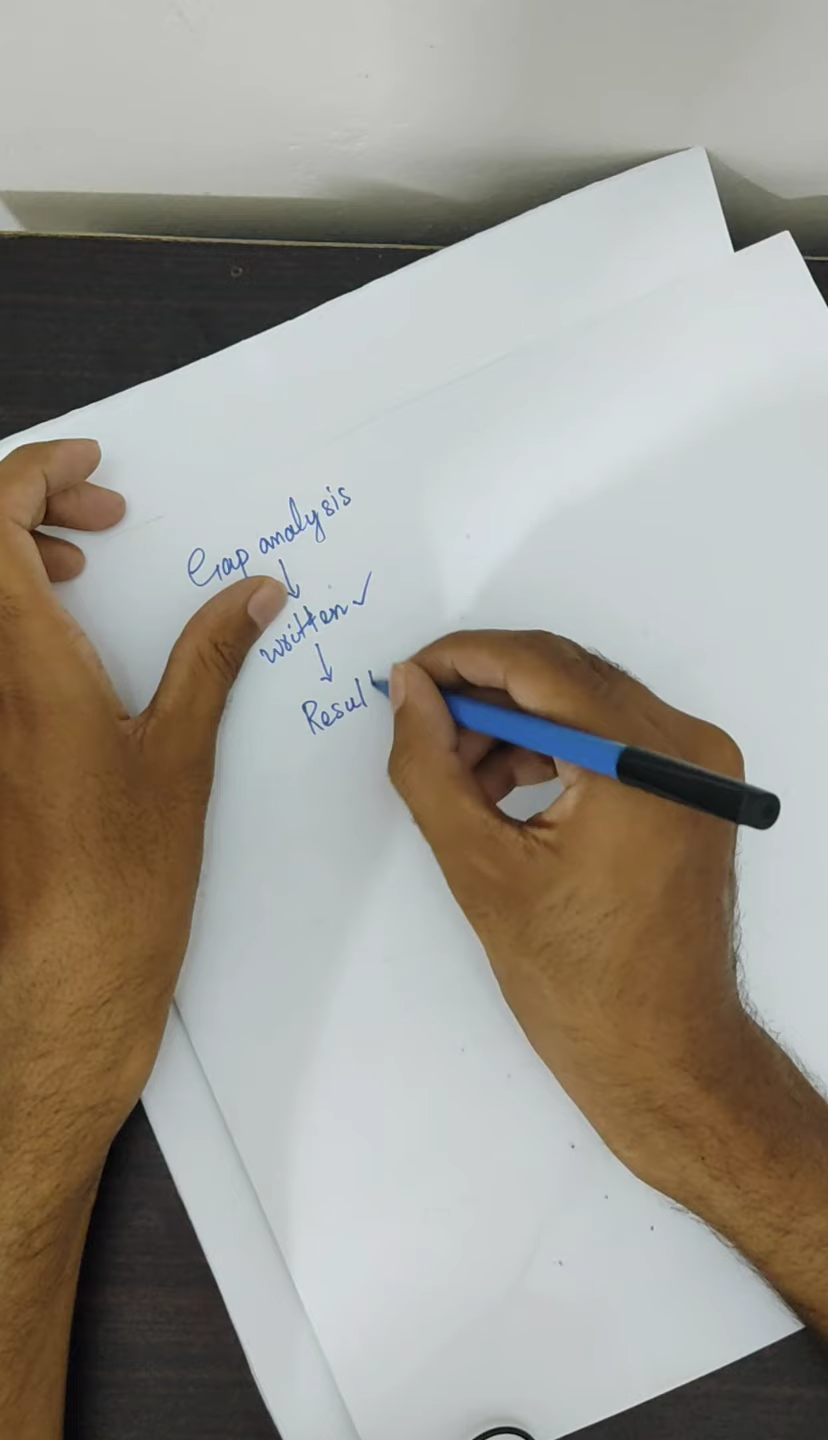 Gap analysis
↓
written ✓
↓
Resul